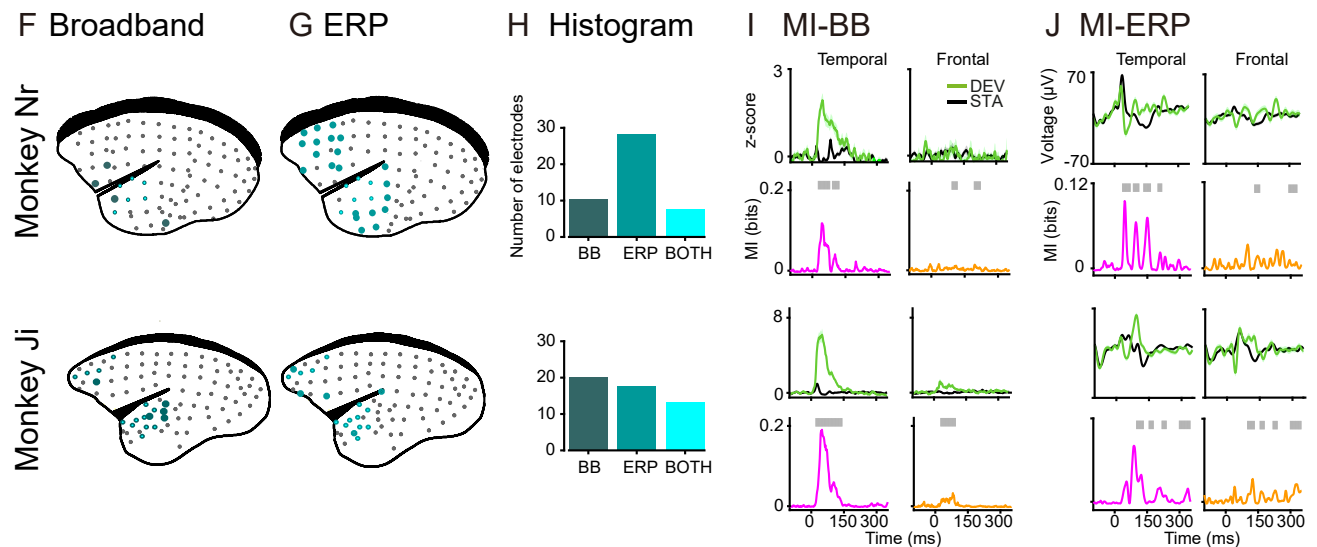 F Broadband
G ERP
H Histogram
I MI-BB
J MI-ERP
Monkey Nr
Number of electrodes
30
20
10
0
BB ERP BOTH
Temporal
Frontal
3
0
z-score
DEV
STA
0.2
0
MI (bits)
Temporal
Frontal
70
-70
Voltage (µV)
0.12
0
MI (bits)
Monkey Ji
30
20
10
0
BB ERP BOTH
8
0
0.2
0
0 150 300
0 150 300
Time (ms)
0 150 300
0 150 300
Time (ms)